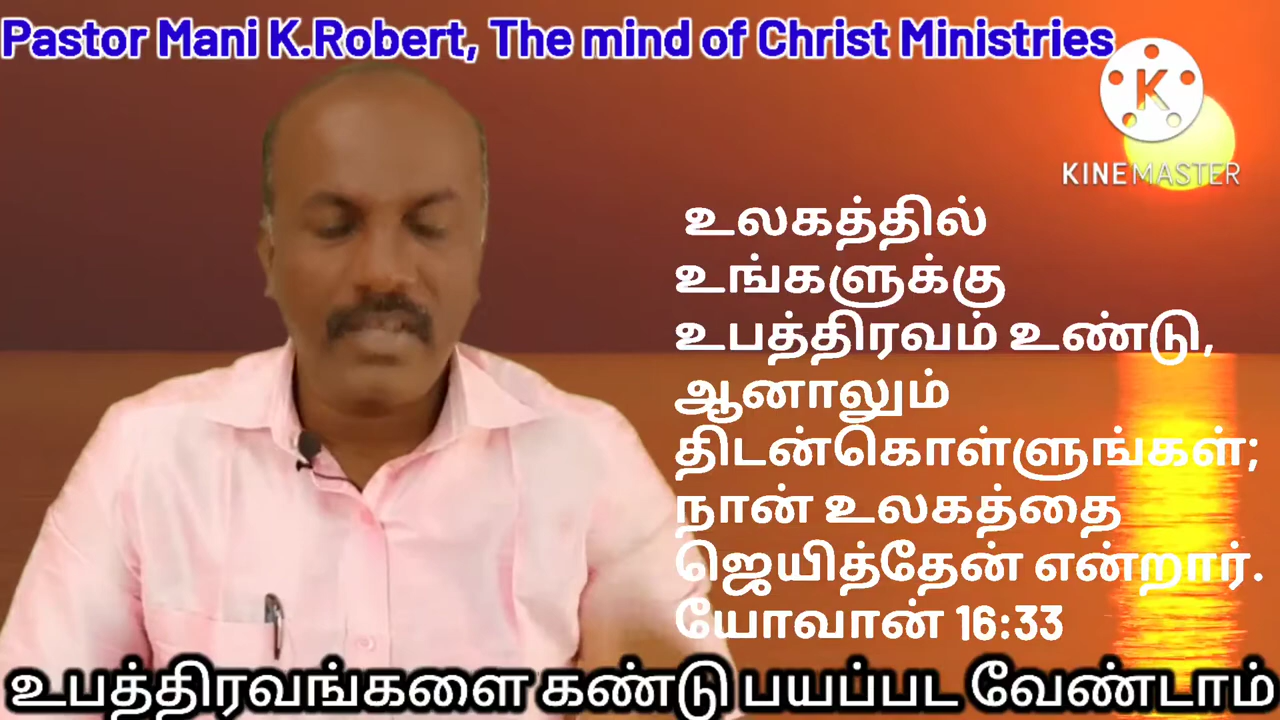 Pastor Mani K.Robert, The mind of Christ Ministries
K
KINEMASTER
உலகத்தில்
உங்களுக்கு
உபத்திரவம் உண்டு,
ஆனாலும்
திடன்கொள்ளுங்கள்;
நான் உலகத்தை
ஜெயித்தேன் என்றார்.
யோவான் 16:33
உபத்திரவங்களை கண்டு பயப்பட வேண்டாம்